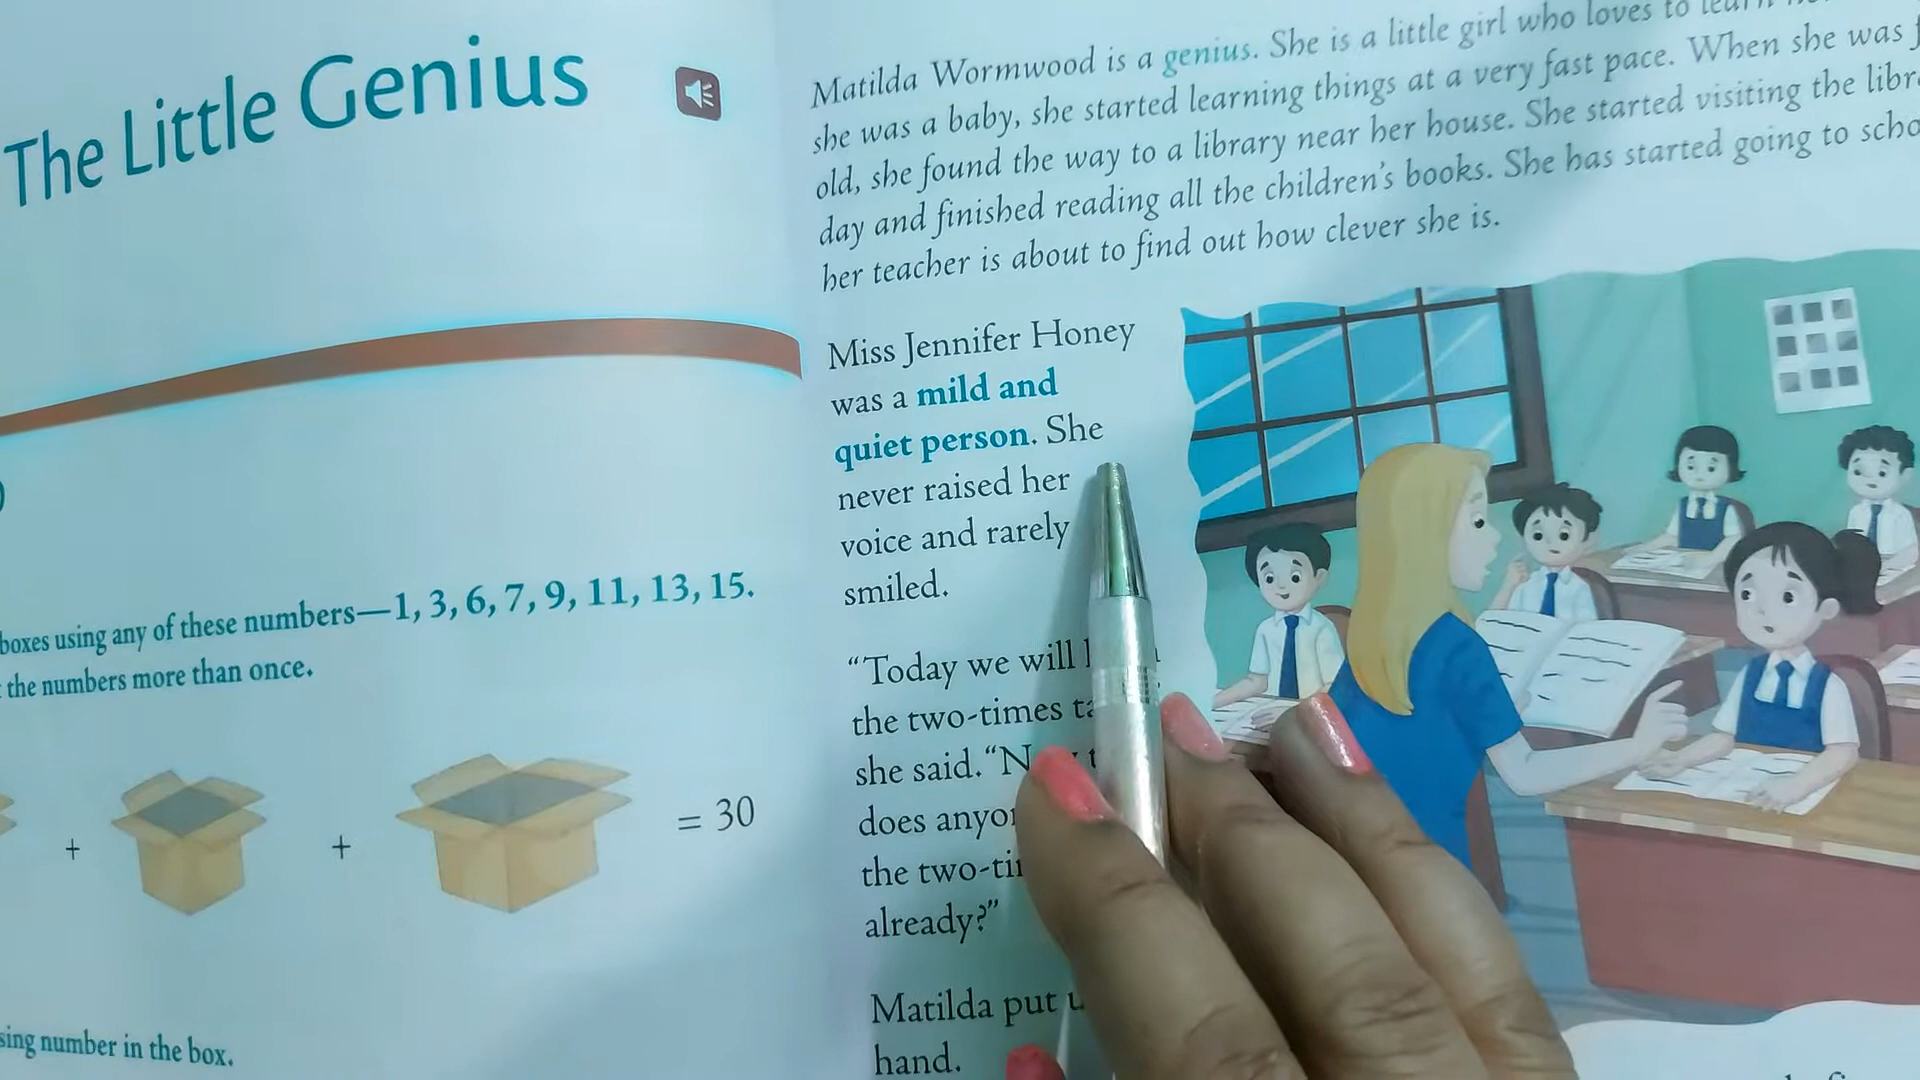 The Little Genius
boxes using any of these numbers—1, 3, 6, 7, 9, 11, 13, 15.
the numbers more than once.
+ + = 30
number in the box.
Matilda Wormwood is a genius. She is a little girl who loves to learn
she was a baby, she started learning things at a very fast pace. When she was
old, she found the way to a library near her house. She started visiting the
day and finished reading all the children's books. She has started going to
her teacher is about to find out how clever she is.
Miss Jennifer Honey
was a mild and
quiet person. She
never raised her
voice and rarely
smiled.
“Today we will
the two-times
she said. “
does
the
already?”
Matilda put
hand.